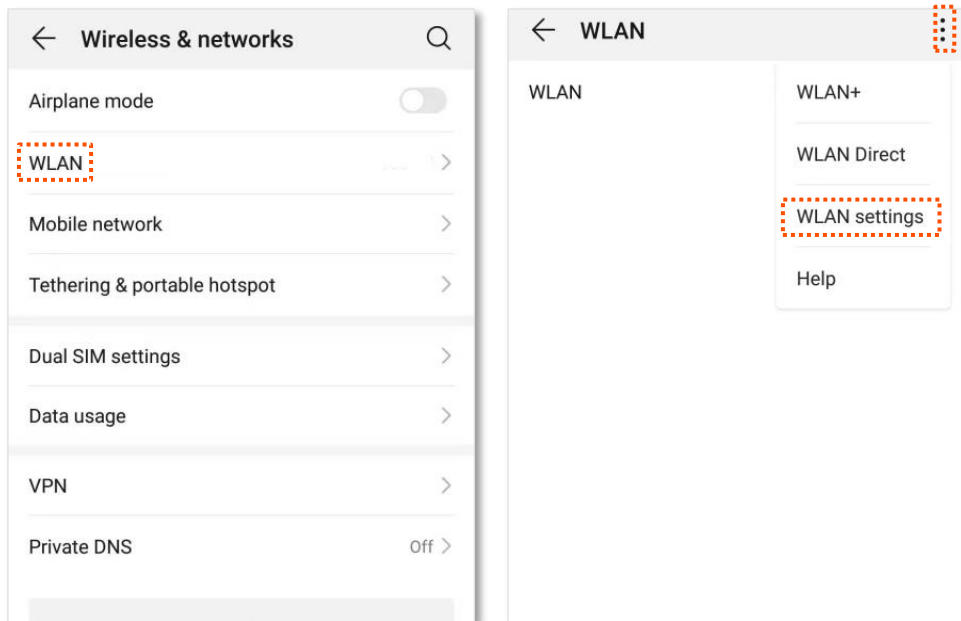 Wireless & networks
Airplane mode
WLAN
Mobile network
Tethering & portable hotspot
Dual SIM settings
Data usage
VPN
Private DNS
Off
WLAN
WLAN
WLAN+
WLAN Direct
WLAN settings
Help